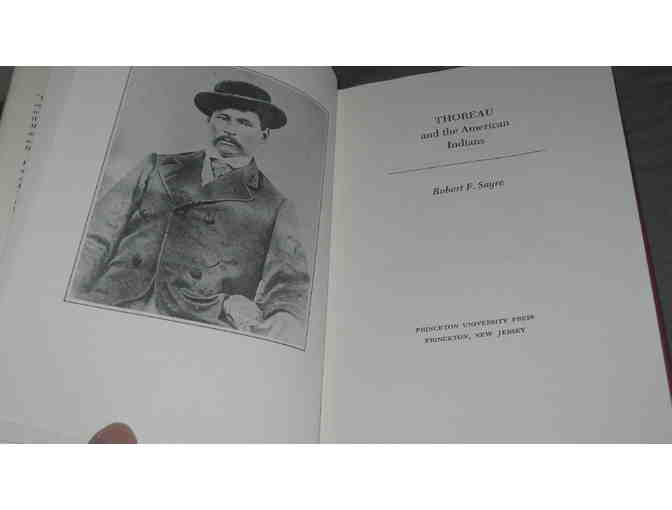 THOREAU
and the American
Indians
Robert F. Sayre
PRINCETON UNIVERSITY PRESS
PRINCETON, NEW JERSEY